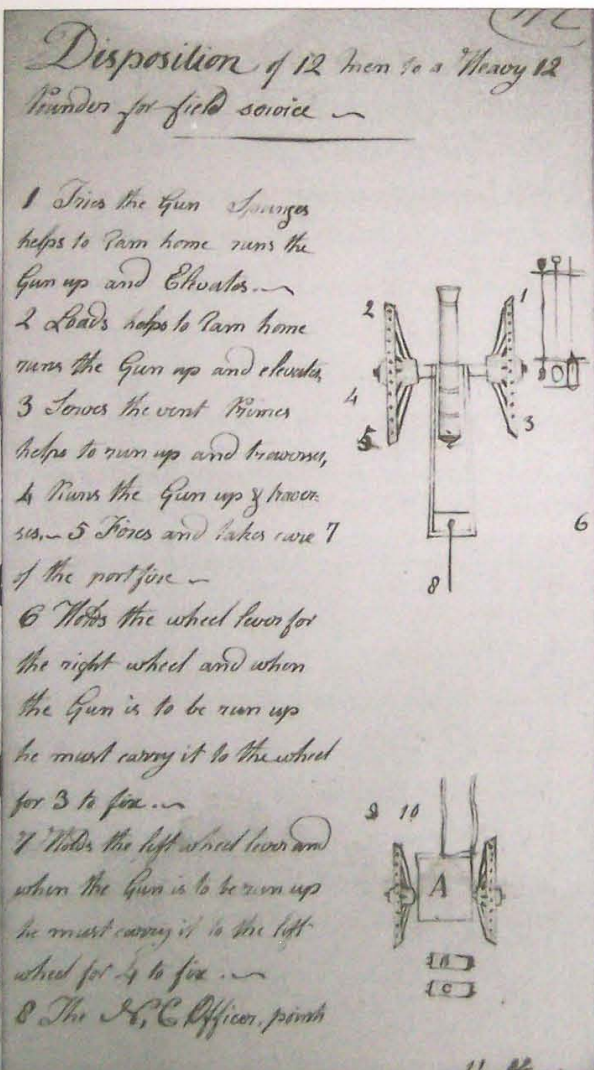 Disposition of 12 men to a Heavy 12
Pounder for field service
1 Tries the Gun Sponges
helps to Ram home runs the
Gun up and Elevates.
2 Loads helps to Ram home
runs the Gun up and elevates,
3 Serves the vent Primes
helps to run up and traverses,
4 Runs the Gun up & traver-
ses. 5 Fires and takes care
of the portfire
6 Holds the wheel lever for
the right wheel and when
the Gun is to be run up
he must carry it to the wheel
for 3 to fix.
7 Holds the left wheel lever and
when the Gun is to be run up
he must carry it to the left
wheel for 4 to fix.
8 The N, C Officer, points
2
1
4
3
5
7
6
8
9 10
A
B
C